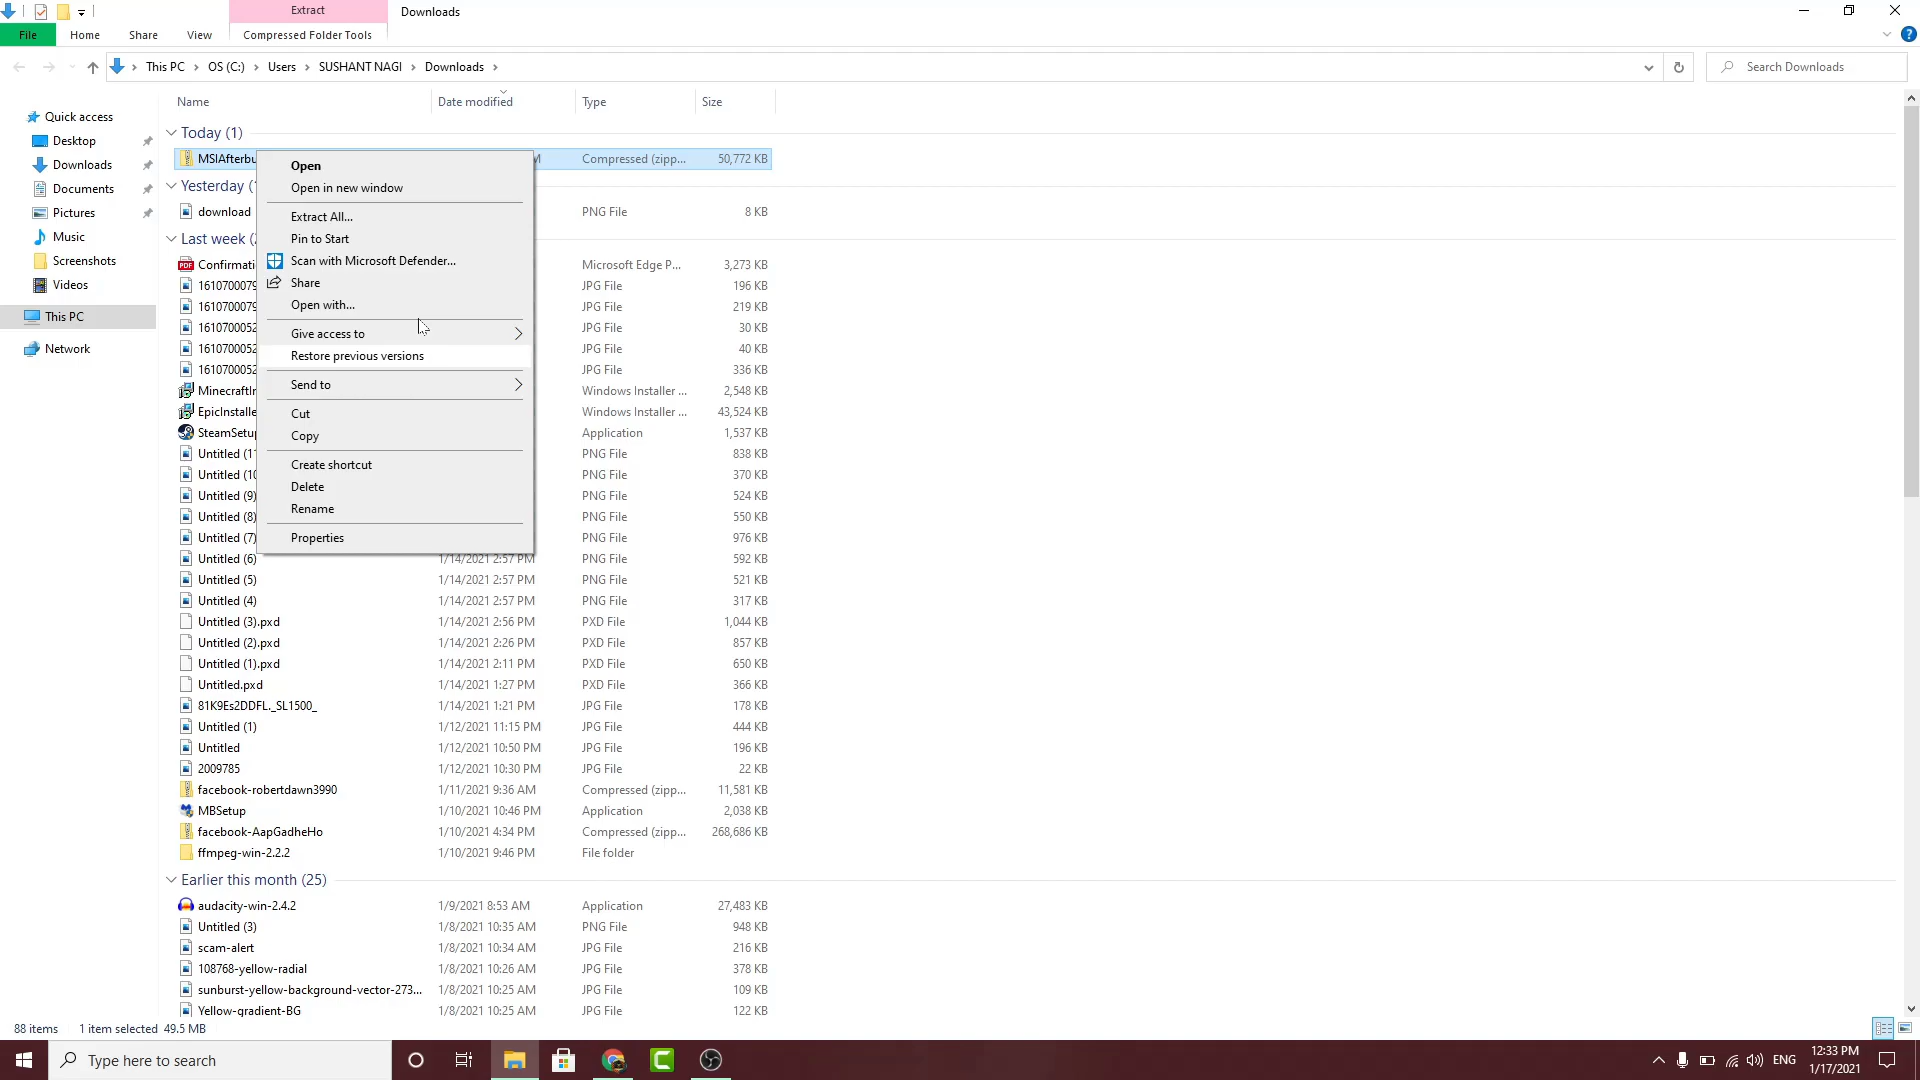 Extract
Downloads
File
Home
Share
View
Compressed Folder Tools
This PC
OS (C:)
Users
SUSHANT NAGI
Downloads
Search Downloads
Name
Date modified
Type
Size
Quick access
Desktop
Downloads
Documents
Pictures
Music
Screenshots
Videos
This PC
Network
Today (1)
MSIAfterbu M Compressed (zipp... 50,772 KB
Yesterday (
download PNG File 8 KB
Last week (
Confirmati Microsoft Edge P... 3,273 KB
1610700079 JPG File 196 KB
1610700079 JPG File 219 KB
1610700052 JPG File 30 KB
1610700052 JPG File 40 KB
1610700052 JPG File 336 KB
MinecraftIn Windows Installer ... 2,548 KB
EpicInstalle Windows Installer ... 43,524 KB
SteamSetup Application 1,537 KB
Untitled (11 PNG File 838 KB
Untitled (10 PNG File 370 KB
Untitled (9) PNG File 524 KB
Untitled (8) PNG File 550 KB
Untitled (7) PNG File 976 KB
Untitled (6) 1/14/2021 2:57 PM PNG File 592 KB
Untitled (5) 1/14/2021 2:57 PM PNG File 521 KB
Untitled (4) 1/14/2021 2:57 PM PNG File 317 KB
Untitled (3).pxd 1/14/2021 2:56 PM PXD File 1,044 KB
Untitled (2).pxd 1/14/2021 2:26 PM PXD File 857 KB
Untitled (1).pxd 1/14/2021 2:11 PM PXD File 650 KB
Untitled.pxd 1/14/2021 1:27 PM PXD File 366 KB
81K9Es2DDFL._SL1500_ 1/14/2021 1:21 PM JPG File 178 KB
Untitled (1) 1/12/2021 11:15 PM JPG File 444 KB
Untitled 1/12/2021 10:50 PM JPG File 196 KB
2009785 1/12/2021 10:30 PM JPG File 22 KB
facebook-robertdawn3990 1/11/2021 9:36 AM Compressed (zipp... 11,581 KB
MBSetup 1/10/2021 10:46 PM Application 2,038 KB
facebook-AapGadheHo 1/10/2021 4:34 PM Compressed (zipp... 268,686 KB
ffmpeg-win-2.2.2 1/10/2021 9:46 PM File folder
Earlier this month (25)
audacity-win-2.4.2 1/9/2021 8:53 AM Application 27,483 KB
Untitled (3) 1/8/2021 10:35 AM PNG File 948 KB
scam-alert 1/8/2021 10:34 AM JPG File 216 KB
108768-yellow-radial 1/8/2021 10:26 AM JPG File 378 KB
sunburst-yellow-background-vector-273... 1/8/2021 10:25 AM JPG File 109 KB
Yellow-gradient-BG 1/8/2021 10:25 AM JPG File 122 KB
Open
Open in new window
Extract All...
Pin to Start
Scan with Microsoft Defender...
Share
Open with...
Give access to
Restore previous versions
Send to
Cut
Copy
Create shortcut
Delete
Rename
Properties
88 items 1 item selected 49.5 MB
Type here to search
ENG
12:33 PM
1/17/2021